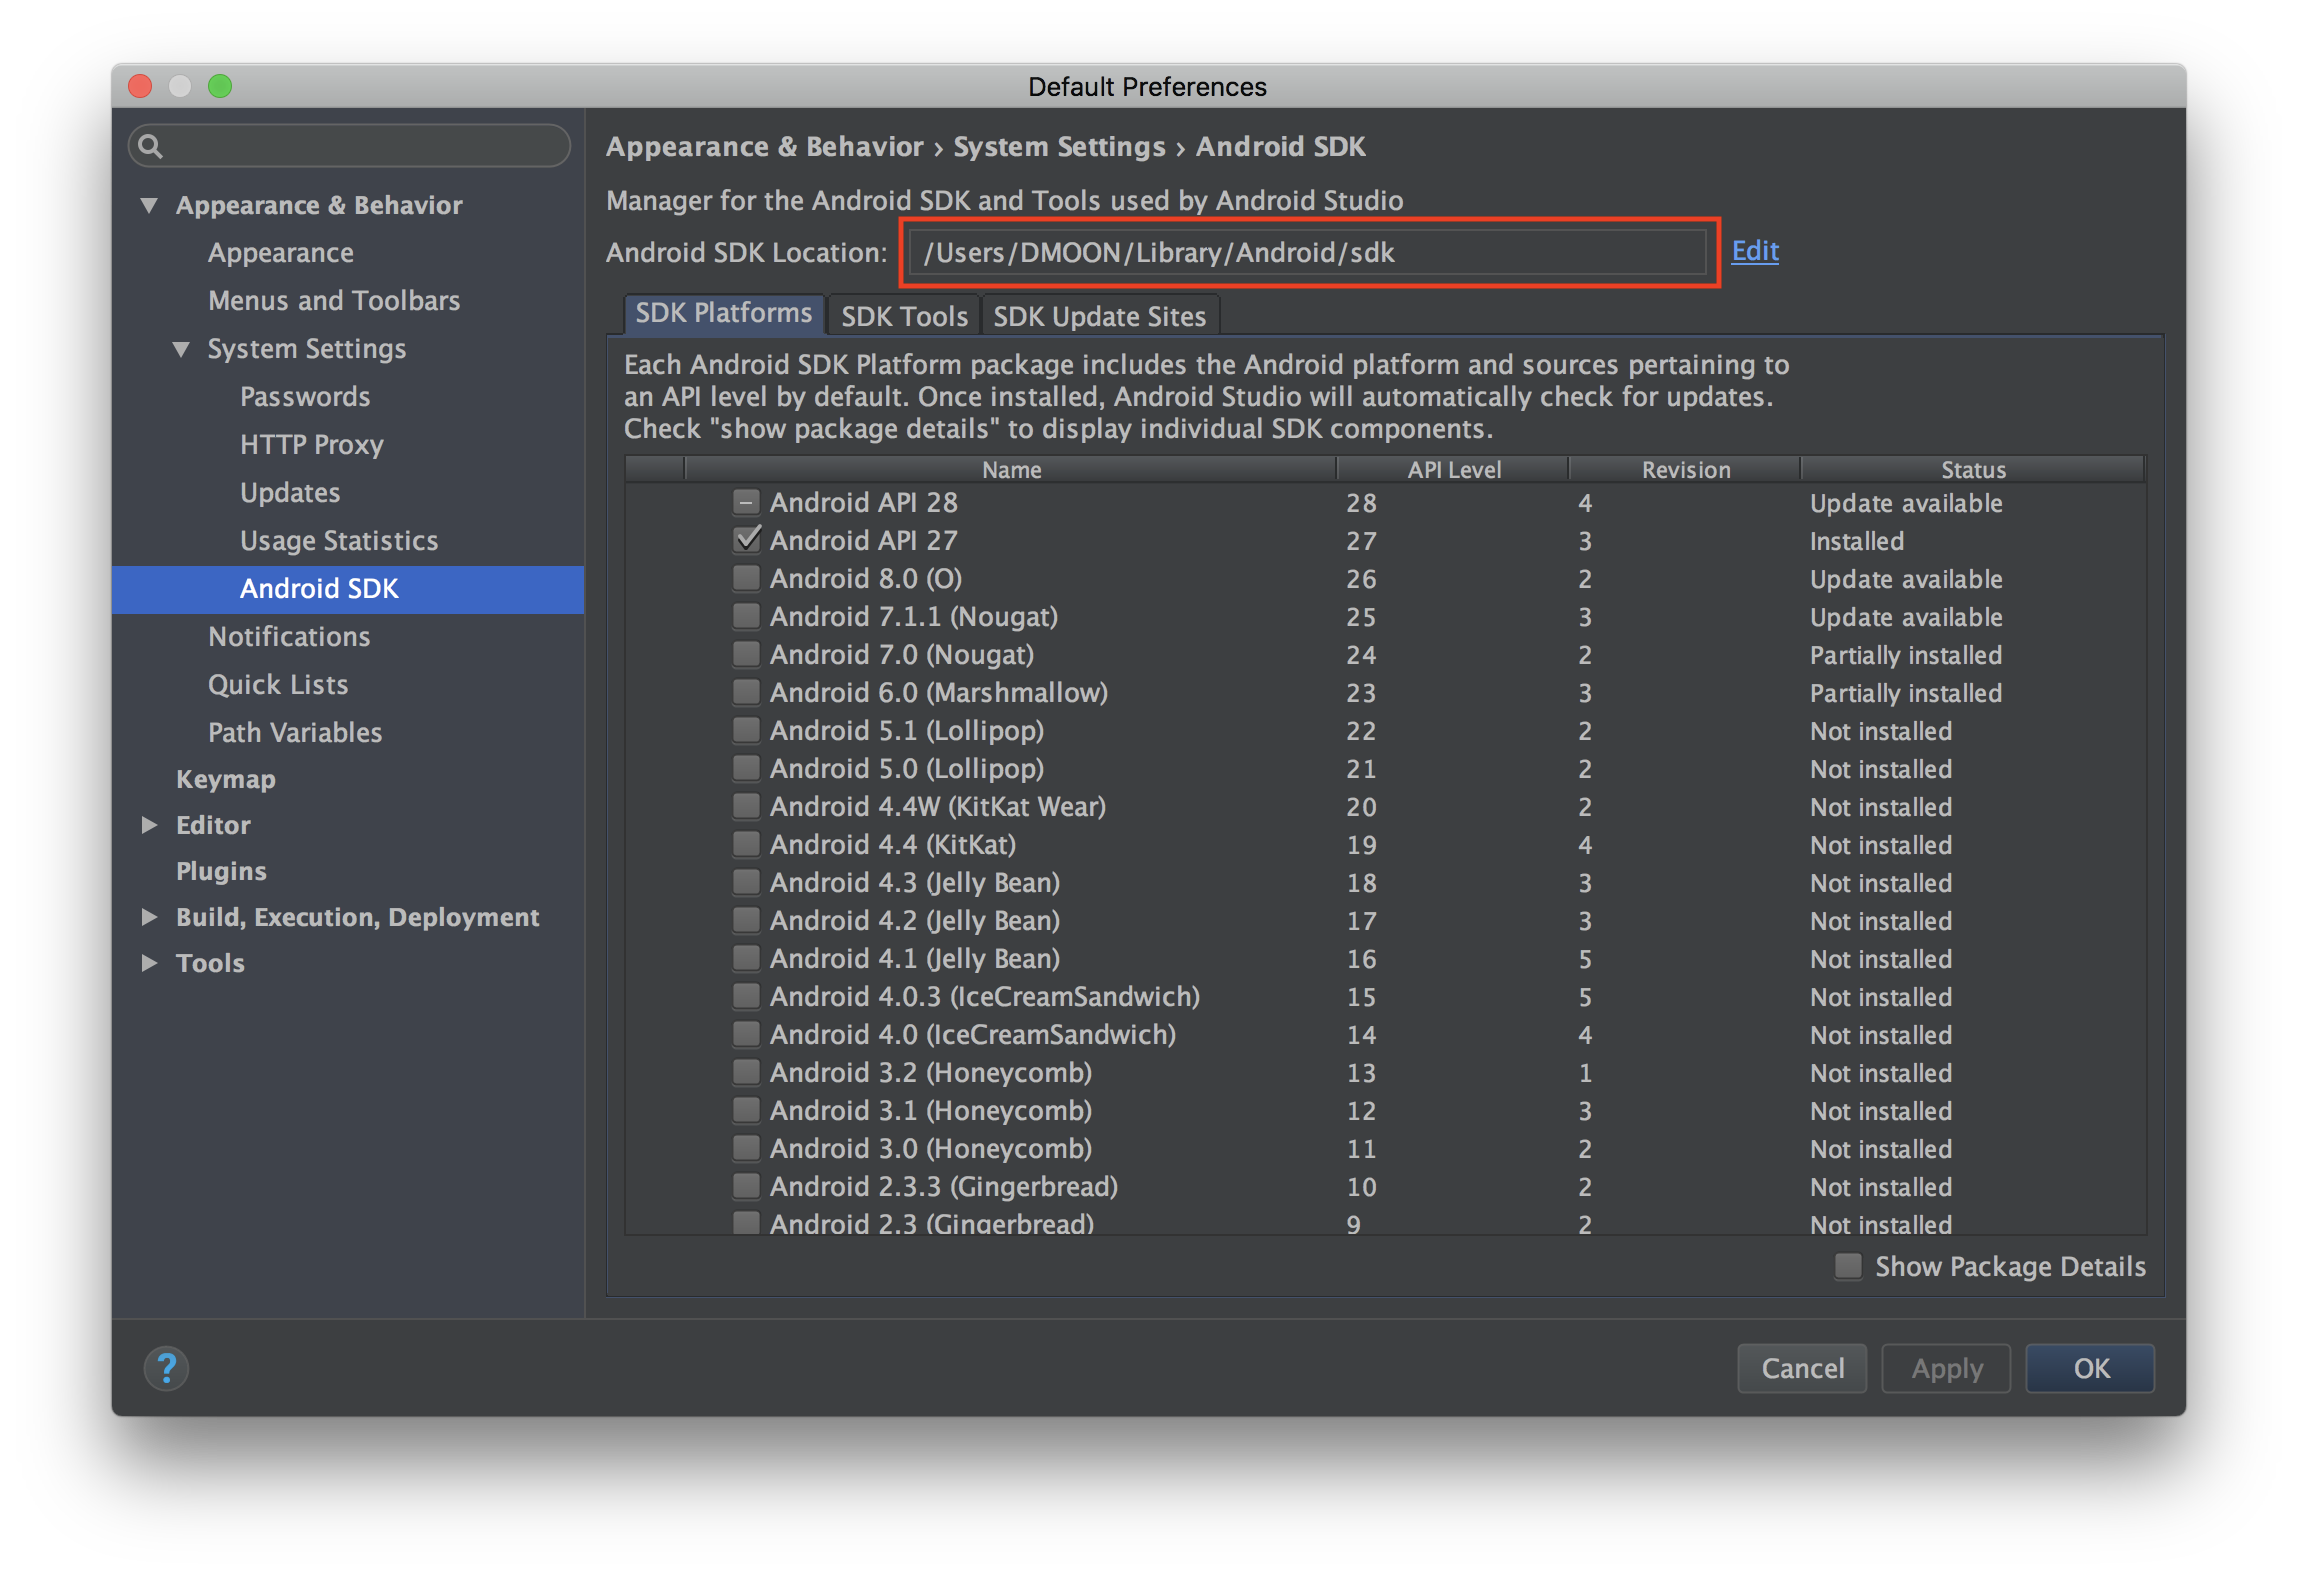 Default Preferences
Appearance & Behavior
Appearance
Menus and Toolbars
System Settings
Passwords
HTTP Proxy
Updates
Usage Statistics
Android SDK
Notifications
Quick Lists
Path Variables
Keymap
Editor
Plugins
Build, Execution, Deployment
Tools
Appearance & Behavior › System Settings › Android SDK
Manager for the Android SDK and Tools used by Android Studio
Android SDK Location: /Users/DMOON/Library/Android/sdk Edit
SDK Platforms SDK Tools SDK Update Sites
Each Android SDK Platform package includes the Android platform and sources pertaining to
an API level by default. Once installed, Android Studio will automatically check for updates.
Check "show package details" to display individual SDK components.
Name API Level Revision Status
Android API 28 28 4 Update available
Android API 27 27 3 Installed
Android 8.0 (O) 26 2 Update available
Android 7.1.1 (Nougat) 25 3 Update available
Android 7.0 (Nougat) 24 2 Partially installed
Android 6.0 (Marshmallow) 23 3 Partially installed
Android 5.1 (Lollipop) 22 2 Not installed
Android 5.0 (Lollipop) 21 2 Not installed
Android 4.4W (KitKat Wear) 20 2 Not installed
Android 4.4 (KitKat) 19 4 Not installed
Android 4.3 (Jelly Bean) 18 3 Not installed
Android 4.2 (Jelly Bean) 17 3 Not installed
Android 4.1 (Jelly Bean) 16 5 Not installed
Android 4.0.3 (IceCreamSandwich) 15 5 Not installed
Android 4.0 (IceCreamSandwich) 14 4 Not installed
Android 3.2 (Honeycomb) 13 1 Not installed
Android 3.1 (Honeycomb) 12 3 Not installed
Android 3.0 (Honeycomb) 11 2 Not installed
Android 2.3.3 (Gingerbread) 10 2 Not installed
Android 2.3 (Gingerbread) 9 2 Not installed
Show Package Details
? Cancel Apply OK